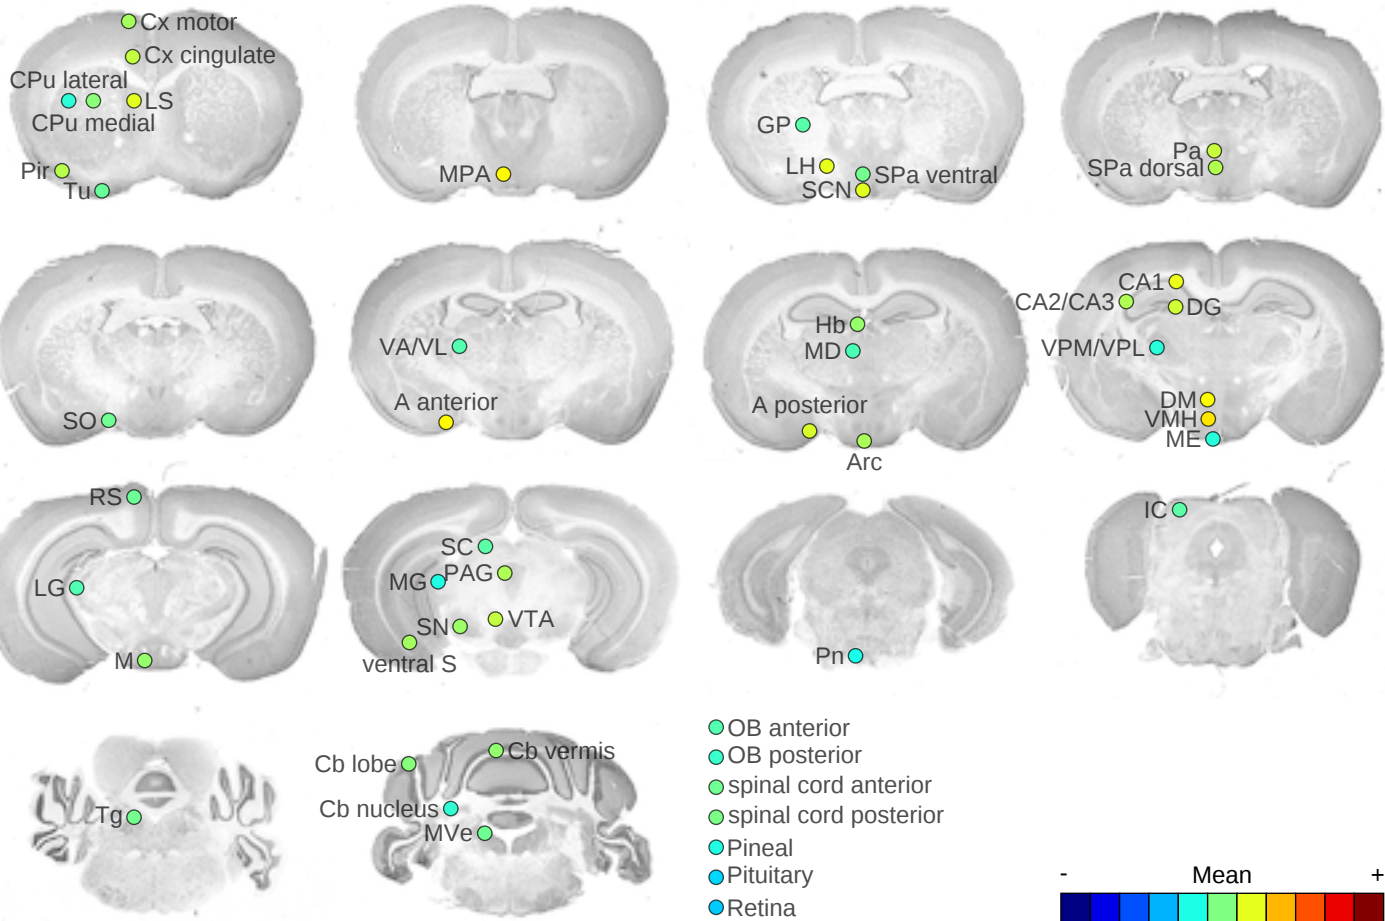 Cx motor
Cx cingulate
CPu lateral
LS
CPu medial
Pir
Tu
MPA
GP
LH
SPa ventral
SCN
Pa
SPa dorsal
SO
VA/VL
A anterior
Hb
MD
A posterior
Arc
CA1
CA2/CA3
DG
VPM/VPL
DM
VMH
ME
RS
LG
M
SC
MG
PAG
SN
VTA
ventral S
Pn
IC
Tg
Cb lobe
Cb vermis
Cb nucleus
MVe
OB anterior
OB posterior
spinal cord anterior
spinal cord posterior
Pineal
Pituitary
Retina
- Mean +